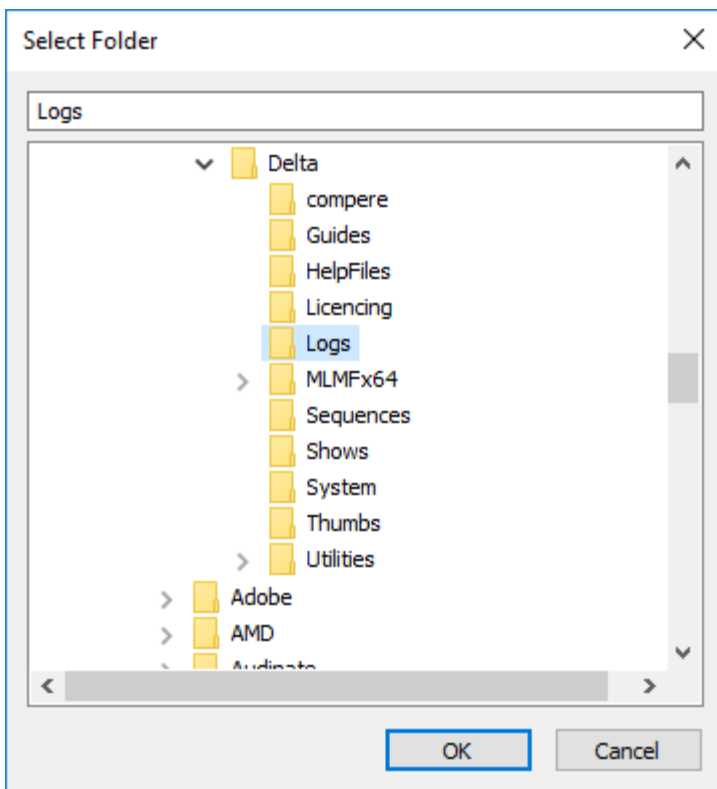 Select Folder
Logs
Delta
compere
Guides
HelpFiles
Licencing
Logs
MLMFx64
Sequences
Shows
System
Thumbs
Utilities
Adobe
AMD
Audinate
OK
Cancel